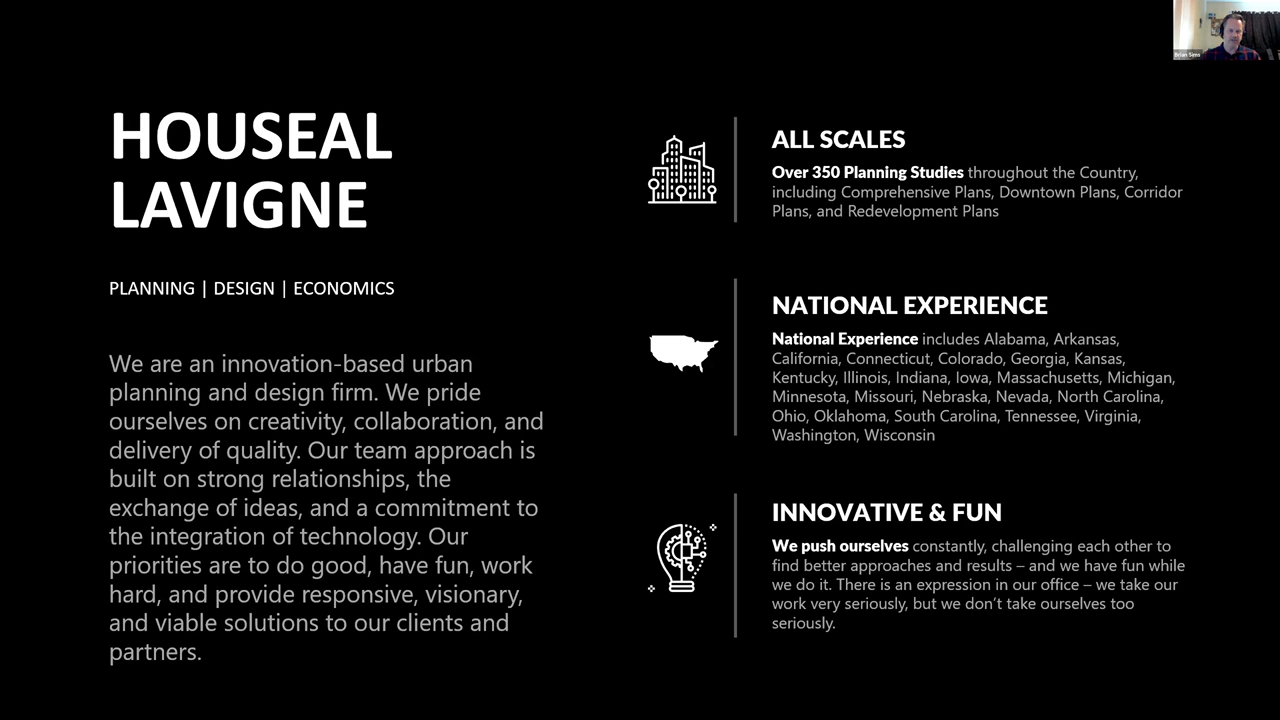 Brian Sims
HOUSEAL
LAVIGNE
PLANNING | DESIGN | ECONOMICS
We are an innovation-based urban
planning and design firm. We pride
ourselves on creativity, collaboration, and
delivery of quality. Our team approach is
built on strong relationships, the
exchange of ideas, and a commitment to
the integration of technology. Our
priorities are to do good, have fun, work
hard, and provide responsive, visionary,
and viable solutions to our clients and
partners.
ALL SCALES
Over 350 Planning Studies throughout the Country,
including Comprehensive Plans, Downtown Plans, Corridor
Plans, and Redevelopment Plans
NATIONAL EXPERIENCE
National Experience includes Alabama, Arkansas,
California, Connecticut, Colorado, Georgia, Kansas,
Kentucky, Illinois, Indiana, Iowa, Massachusetts, Michigan,
Minnesota, Missouri, Nebraska, Nevada, North Carolina,
Ohio, Oklahoma, South Carolina, Tennessee, Virginia,
Washington, Wisconsin
INNOVATIVE & FUN
We push ourselves constantly, challenging each other to
find better approaches and results – and we have fun while
we do it. There is an expression in our office – we take our
work very seriously, but we don’t take ourselves too
seriously.